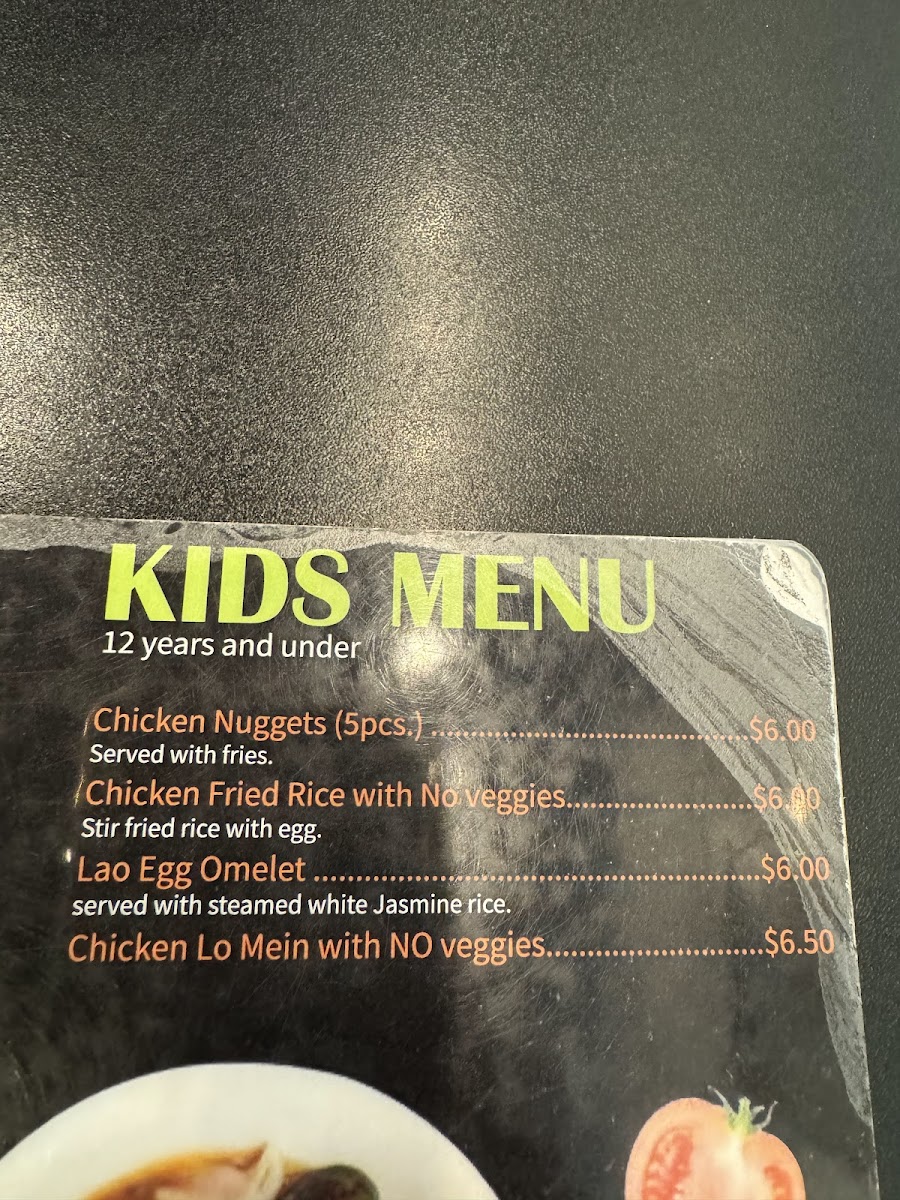 KIDS MENU
12 years and under
Chicken Nuggets (5pcs.) ....................................$6.00
Served with fries.
Chicken Fried Rice with No veggies.....................$6.00
Stir fried rice with egg.
Lao Egg Omelet ...................................................$6.00
served with steamed white Jasmine rice.
Chicken Lo Mein with NO veggies.........................$6.50